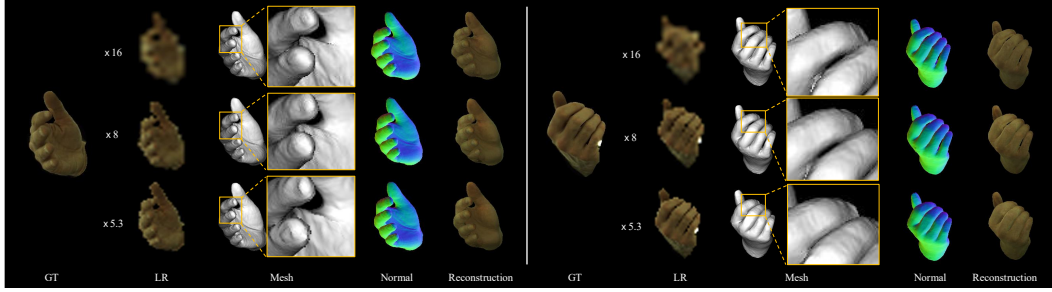 x 16
x 8
x 5.3
GT LR Mesh Normal Reconstruction
x 16
x 8
x 5.3
GT LR Mesh Normal Reconstruction